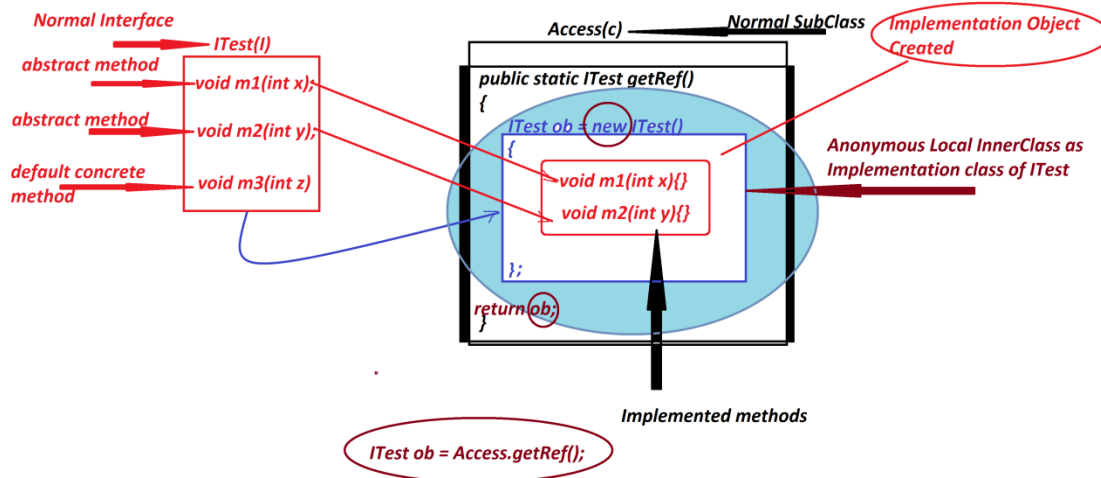 Normal Interface
ITest(I)
abstract method
void m1(int x);
abstract method
void m2(int y);
default concrete
method
void m3(int z)
Access(c)
Normal SubClass
Implementation Object
Created
public static ITest getRef()
{
ITest ob = new ITest()
{
void m1(int x){}
void m2(int y){}
};
return ob;
}
Anonymous Local InnerClass as
Implementation class of ITest
Implemented methods
ITest ob = Access.getRef();